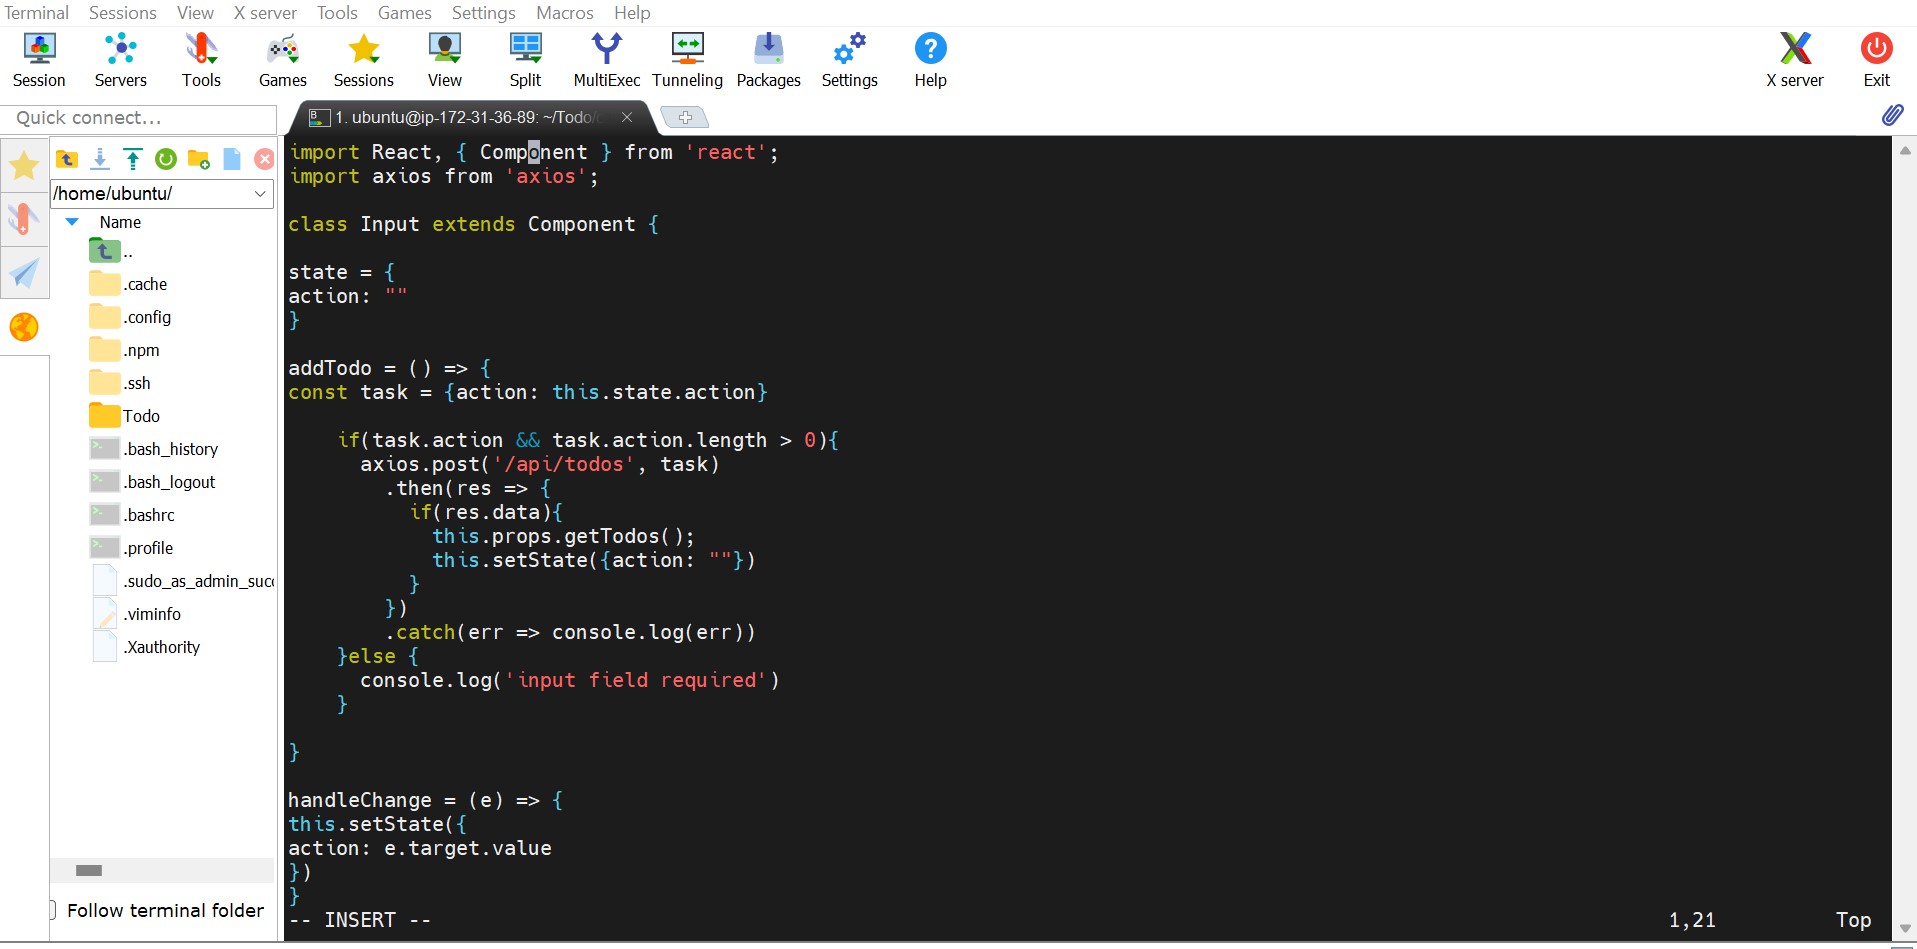 Terminal Sessions View X server Tools Games Settings Macros Help
Session Servers Tools Games Sessions View Split MultiExec Tunneling Packages Settings Help X server Exit
Quick connect...
1. ubuntu@ip-172-31-36-89: ~/Todo/
/home/ubuntu/
Name
..
.cache
.config
.npm
.ssh
Todo
.bash_history
.bash_logout
.bashrc
.profile
.sudo_as_admin_succ
.viminfo
.Xauthority
Follow terminal folder
import React, { Component } from 'react';
import axios from 'axios';
class Input extends Component {
state = {
action: ""
}
addTodo = () => {
const task = {action: this.state.action}
if(task.action && task.action.length > 0){
axios.post('/api/todos', task)
.then(res => {
if(res.data){
this.props.getTodos();
this.setState({action: ""})
}
})
.catch(err => console.log(err))
}else {
console.log('input field required')
}
}
handleChange = (e) => {
this.setState({
action: e.target.value
})
}
-- INSERT -- 1,21 Top